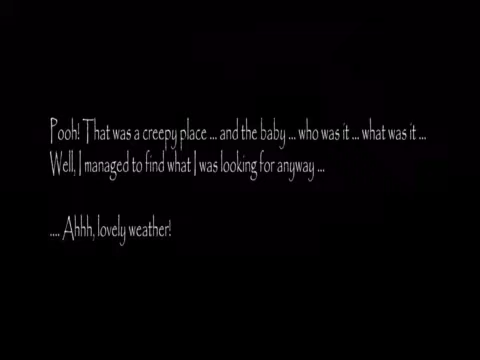 Pooh! That was a creepy place ... and the baby ... who was it ... what was it ...
Well, I managed to find what I was looking for anyway ...
.... Ahhh, lovely weather!